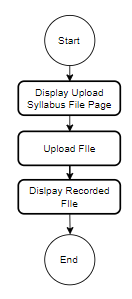 Start
Display Upload
Syllabus File Page
Upload FIle
Dislpay Recorded
FIle
End